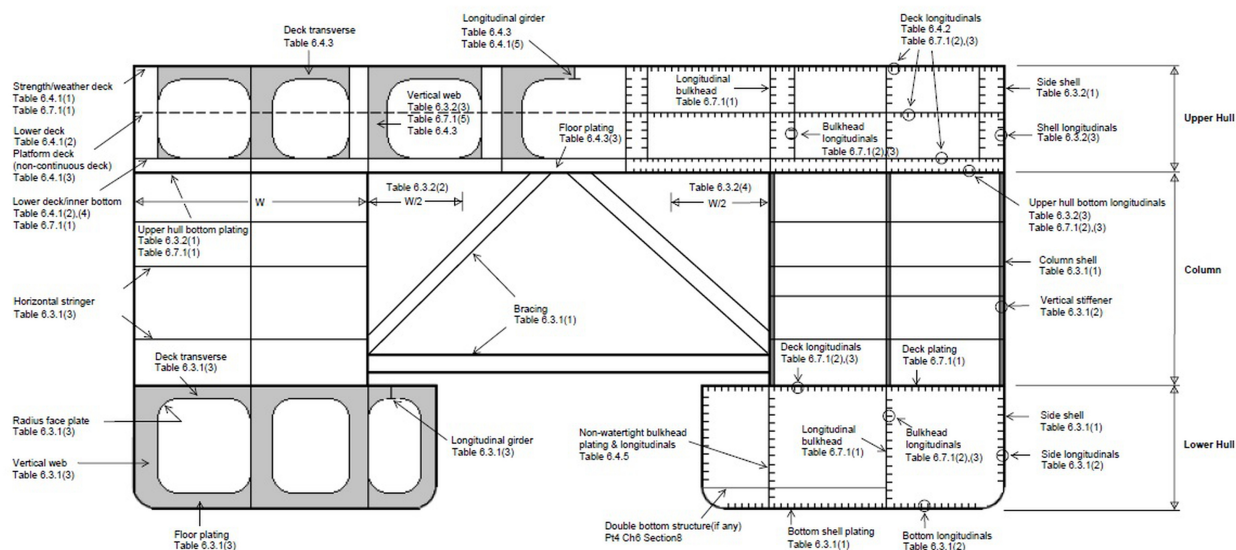 Deck transverse
Table 6.4.3
Longitudinal girder
Table 6.4.3
Table 6.4.1(5)
Deck longitudinals
Table 6.4.2
Table 6.7.1(2),(3)
Strength/weather deck
Table 6.4.1(1)
Table 6.7.1(1)
Lower deck
Table 6.4.1(2)
Platform deck
(non-continuous deck)
Table 6.4.1(3)
Lower deck/inner bottom
Table 6.4.1(2),(4)
Table 6.7.1(1)
Vertical web
Table 6.3.2(3)
Table 6.7.1(5)
Table 6.4.3
Floor plating
Table 6.4.3(3)
Longitudinal
bulkhead
Table 6.7.1(1)
Bulkhead
longitudinals
Table 6.7.1(2),(3)
Side shell
Table 6.3.2(1)
Shell longitudinals
Table 6.3.2(3)
Upper Hull
W
Table 6.3.2(2)
W/2
Table 6.3.2(4)
W/2
Upper hull bottom longitudinals
Table 6.3.2(3)
Table 6.7.1(2),(3)
Upper hull bottom plating
Table 6.3.2(1)
Table 6.7.1(1)
Column shell
Table 6.3.1(1)
Column
Horizontal stringer
Table 6.3.1(3)
Bracing
Table 6.3.1(1)
Vertical stiffener
Table 6.3.1(2)
Deck transverse
Table 6.3.1(3)
Deck longitudinals
Table 6.7.1(2),(3)
Deck plating
Table 6.7.1(1)
Radius face plate
Table 6.3.1(3)
Vertical web
Table 6.3.1(3)
Longitudinal girder
Table 6.3.1(3)
Non-watertight bulkhead
plating & longitudinals
Table 6.4.5
Longitudinal
bulkhead
Table 6.7.1(1)
Bulkhead
longitudinals
Table 6.7.1(2),(3)
Side shell
Table 6.3.1(1)
Side longitudinals
Table 6.3.1(2)
Lower Hull
Floor plating
Table 6.3.1(3)
Double bottom structure(if any)
Pt4 Ch6 Section8
Bottom shell plating
Table 6.3.1(1)
Bottom longitudinals
Table 6.3.1(2)